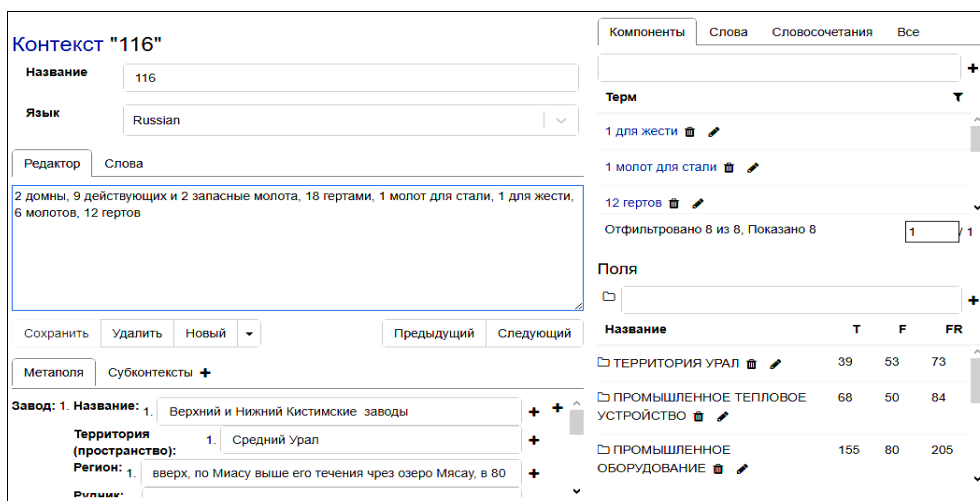 Контекст "116"
Название
116
Язык
Russian
Редактор Слова
2 домны, 9 действующих и 2 запасные молота, 18 гертами, 1 молот для стали, 1 для жести,
6 молотов, 12 гертов
Сохранить Удалить Новый Предыдущий Следующий
Метаполя Субконтексты +
Завод: 1. Название: 1. Верхний и Нижний Кистимские заводы + +
Территория
(пространство): 1. Средний Урал +
Регион: 1. вверх, по Миасу выше его течения чрез озеро Мясау, в 80 +
Рудник:
Компоненты Слова Словосочетания Все
+
Терм
1 для жести
1 молот для стали
12 гертов
Отфильтровано 8 из 8, Показано 8 1 / 1
Поля
+
Название T F FR
ТЕРРИТОРИЯ УРАЛ 39 53 73
ПРОМЫШЛЕННОЕ ТЕПЛОВОЕ 68 50 84
УСТРОЙСТВО
ПРОМЫШЛЕННОЕ 155 80 205
ОБОРУДОВАНИЕ